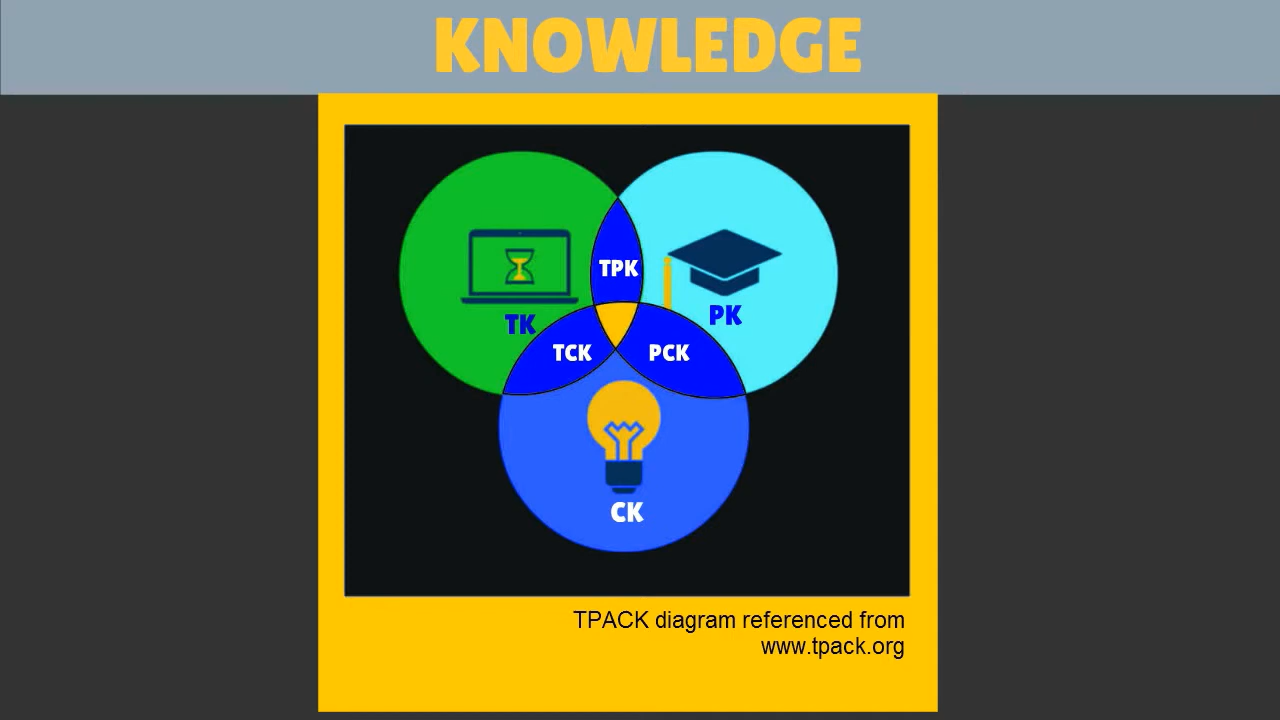 KNOWLEDGE
TPK
PK
TK
TCK
PCK
CK
TPACK diagram referenced from
www.tpack.org